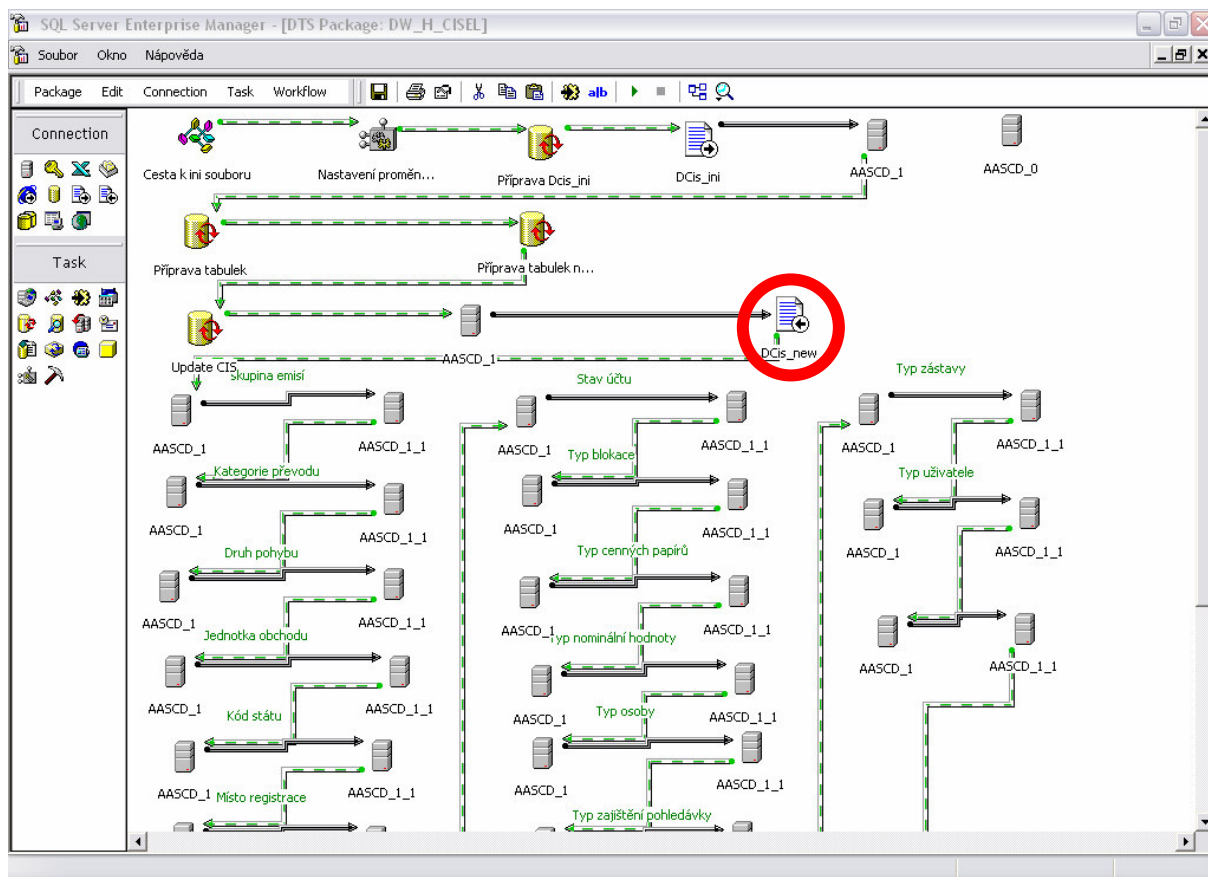 SQL Server Enterprise Manager - [DTS Package: DW_H_CISEL]
Soubor Okno Nápověda
Package Edit Connection Task Workflow alb
Connection
Task
Cesta k ini souboru
Nastavení proměn...
Příprava Dcis_ini
DCis_ini
AASCD_1
AASCD_0
Příprava tabulek
Příprava tabulek n...
Update CIS
AASCD_1
DCis_new
Skupina emisí
Stav účtu
Typ zástavy
AASCD_1
AASCD_1_1
AASCD_1
AASCD_1_1
AASCD_1
AASCD_1_1
Kategorie převodu
Typ blokace
Typ uživatele
AASCD_1
AASCD_1_1
AASCD_1
AASCD_1_1
AASCD_1
AASCD_1_1
Druh pohybu
Typ cenných papírů
AASCD_1
AASCD_1_1
AASCD_1
AASCD_1_1
AASCD_1
AASCD_1_1
Jednotka obchodu
Typ nominální hodnoty
AASCD_1
AASCD_1_1
AASCD_1
AASCD_1_1
Kód státu
Typ osoby
AASCD_1
AASCD_1_1
AASCD_1
AASCD_1_1
Místo registrace
Typ zajištění pohledávky